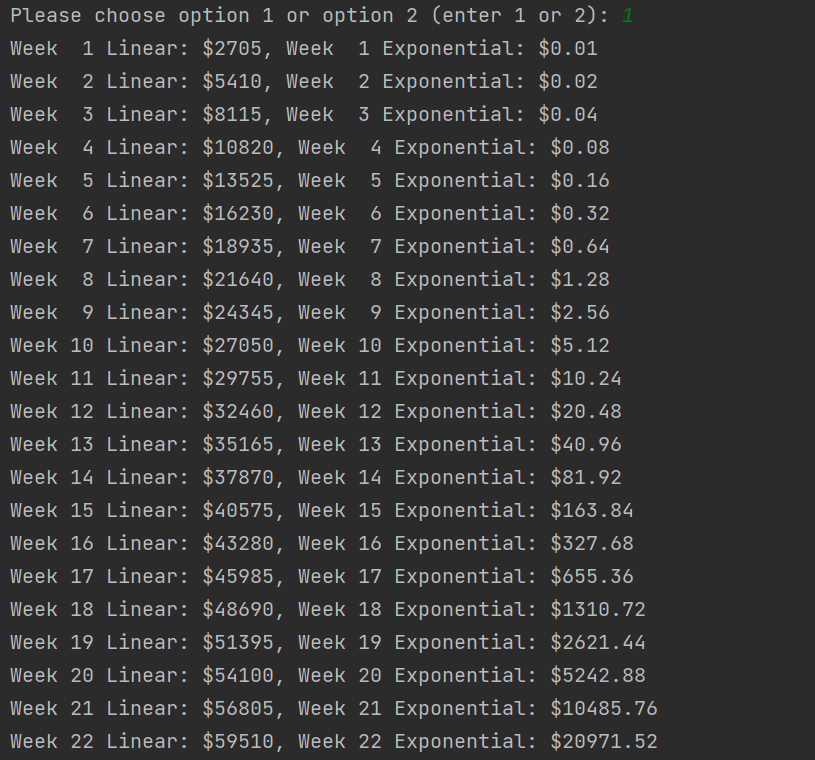 Please choose option 1 or option 2 (enter 1 or 2): 1
Week  1 Linear: $2705, Week  1 Exponential: $0.01
Week  2 Linear: $5410, Week  2 Exponential: $0.02
Week  3 Linear: $8115, Week  3 Exponential: $0.04
Week  4 Linear: $10820, Week  4 Exponential: $0.08
Week  5 Linear: $13525, Week  5 Exponential: $0.16
Week  6 Linear: $16230, Week  6 Exponential: $0.32
Week  7 Linear: $18935, Week  7 Exponential: $0.64
Week  8 Linear: $21640, Week  8 Exponential: $1.28
Week  9 Linear: $24345, Week  9 Exponential: $2.56
Week 10 Linear: $27050, Week 10 Exponential: $5.12
Week 11 Linear: $29755, Week 11 Exponential: $10.24
Week 12 Linear: $32460, Week 12 Exponential: $20.48
Week 13 Linear: $35165, Week 13 Exponential: $40.96
Week 14 Linear: $37870, Week 14 Exponential: $81.92
Week 15 Linear: $40575, Week 15 Exponential: $163.84
Week 16 Linear: $43280, Week 16 Exponential: $327.68
Week 17 Linear: $45985, Week 17 Exponential: $655.36
Week 18 Linear: $48690, Week 18 Exponential: $1310.72
Week 19 Linear: $51395, Week 19 Exponential: $2621.44
Week 20 Linear: $54100, Week 20 Exponential: $5242.88
Week 21 Linear: $56805, Week 21 Exponential: $10485.76
Week 22 Linear: $59510, Week 22 Exponential: $20971.52